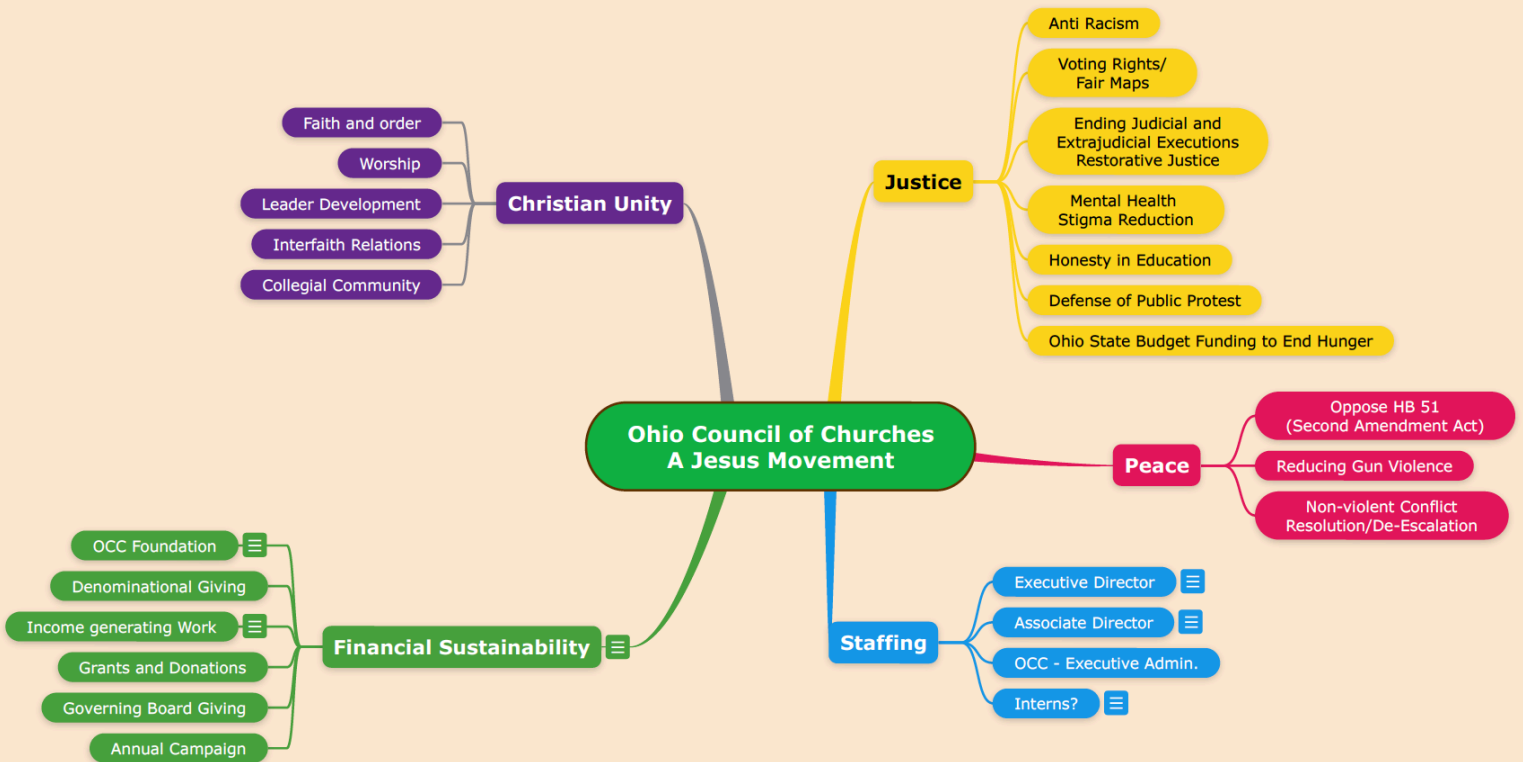 Ohio Council of Churches
A Jesus Movement
Christian Unity
Faith and order
Worship
Leader Development
Interfaith Relations
Collegial Community
Justice
Anti Racism
Voting Rights/
Fair Maps
Ending Judicial and
Extrajudicial Executions
Restorative Justice
Mental Health
Stigma Reduction
Honesty in Education
Defense of Public Protest
Ohio State Budget Funding to End Hunger
Peace
Oppose HB 51
(Second Amendment Act)
Reducing Gun Violence
Non-violent Conflict
Resolution/De-Escalation
Staffing
Executive Director
Associate Director
OCC - Executive Admin.
Interns?
Financial Sustainability
OCC Foundation
Denominational Giving
Income generating Work
Grants and Donations
Governing Board Giving
Annual Campaign